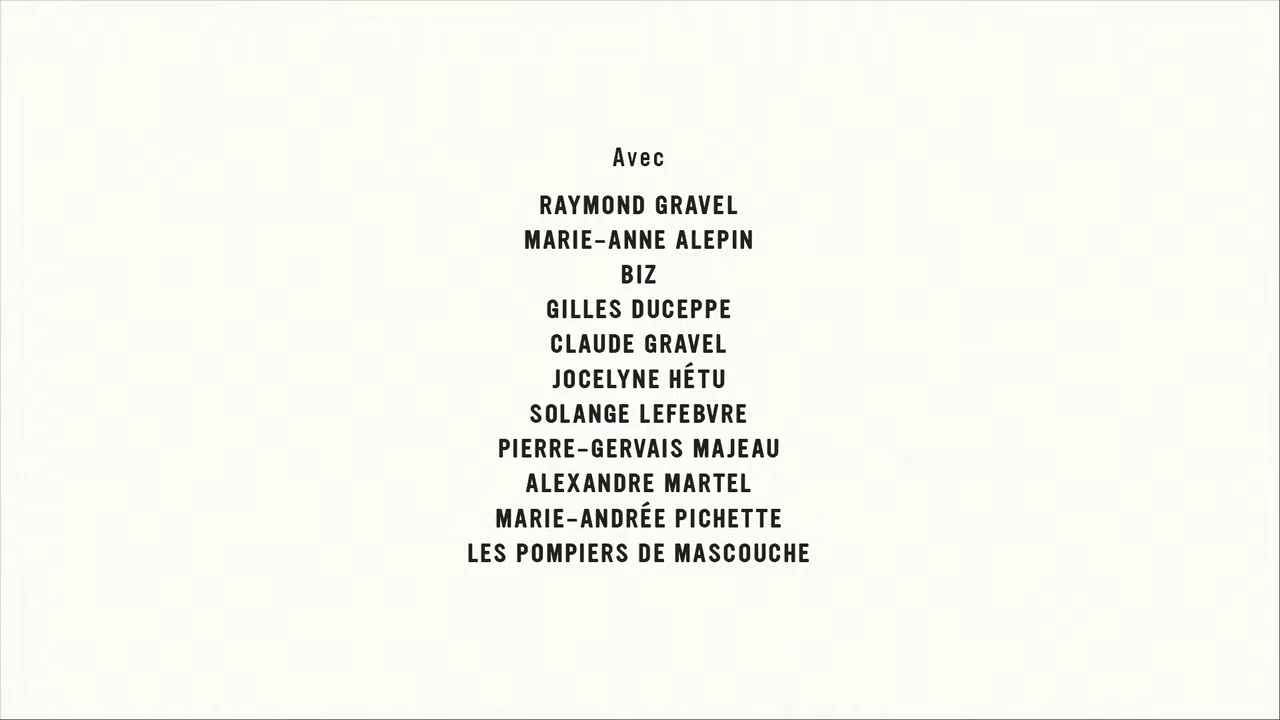 Avec
RAYMOND GRAVEL
MARIE-ANNE ALEPIN
BIZ
GILLES DUCEPPE
CLAUDE GRAVEL
JOCELYNE HÉTU
SOLANGE LEFEBVRE
PIERRE-GERVAIS MAJEAU
ALEXANDRE MARTEL
MARIE-ANDRÉE PICHETTE
LES POMPIERS DE MASCOUCHE